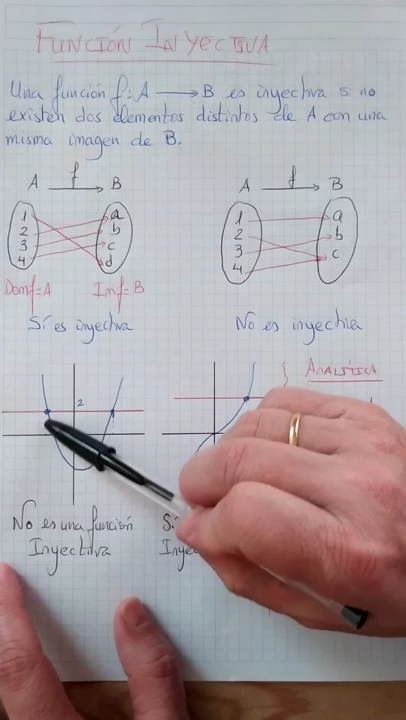 FUNCIÓN INYECTIVA
Una función f: A → B es inyectiva si no
existen dos elementos distintos de A con una
misma imagen de B.
f
A → B
1 a
2 b
3 c
4 d
Domf=A Imf=B
Sí es inyectiva
f
A → B
1 a
2 b
3 c
4
No es inyectiva
ANALÍTICA
2
No es una función
Inyectiva
Sí